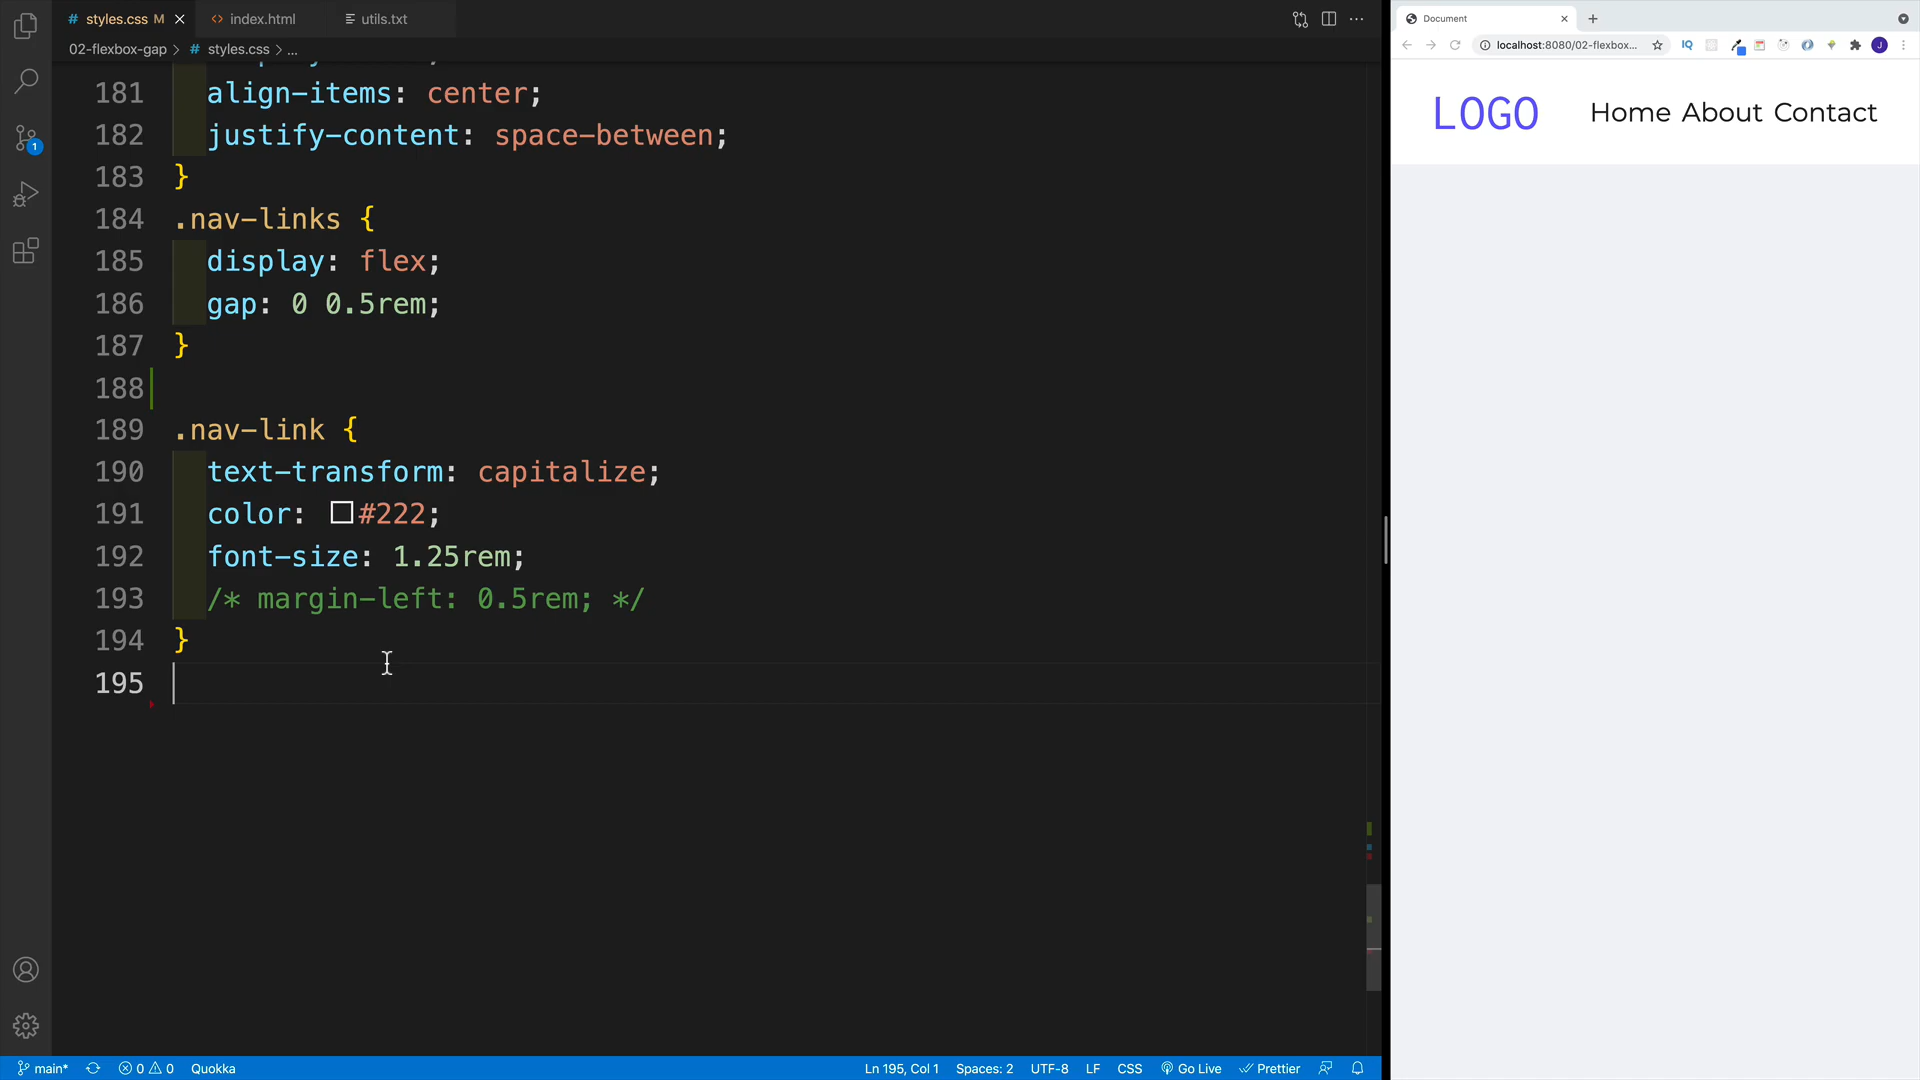 # styles.css M
<> index.html
utils.txt
02-flexbox-gap > # styles.css > ...
181 align-items: center;
182 justify-content: space-between;
183 }
184 .nav-links {
185 display: flex;
186 gap: 0 0.5rem;
187 }
188
189 .nav-link {
190 text-transform: capitalize;
191 color: #222;
192 font-size: 1.25rem;
193 /* margin-left: 0.5rem; */
194 }
195
1
main*
0 0
Quokka
Ln 195, Col 1
Spaces: 2
UTF-8
LF
CSS
Go Live
Prettier
Document
localhost:8080/02-flexbox...
IQ
J
LOGO
Home About Contact